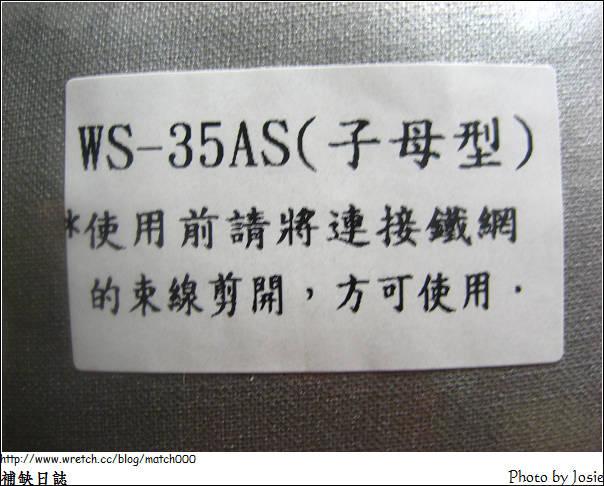 WS-35AS(子母型)
*使用前請將連接鐵網
的束線剪開，方可使用．
http://www.wretch.cc/blog/match000
補缺日誌
Photo by Josie